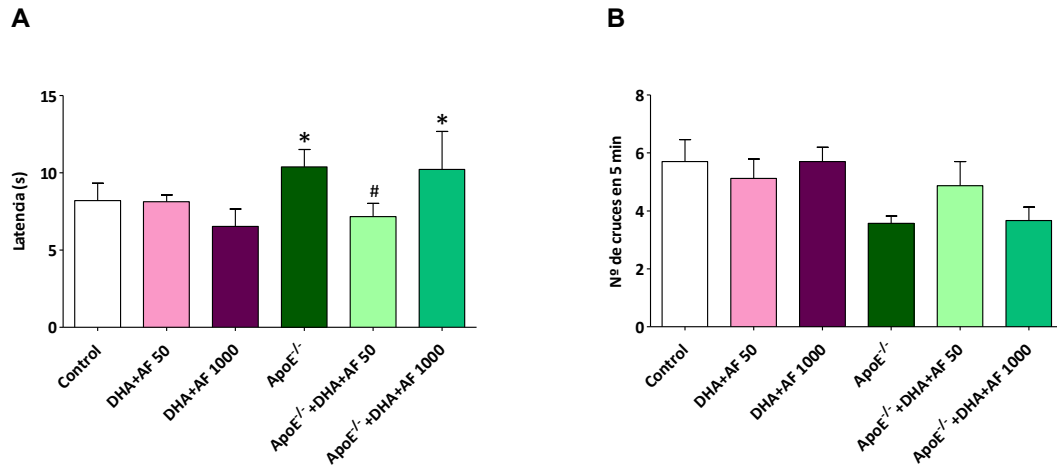 A
B
15
10
5
0
Latencia (s)
*
#
*
Control
DHA+AF 50
DHA+AF 1000
ApoE-/-
ApoE-/-+DHA+AF 50
ApoE-/-+DHA+AF 1000
8
6
4
2
0
Nº de cruces en 5 min
Control
DHA+AF 50
DHA+AF 1000
ApoE-/-
ApoE-/-+DHA+AF 50
ApoE-/-+DHA+AF 1000